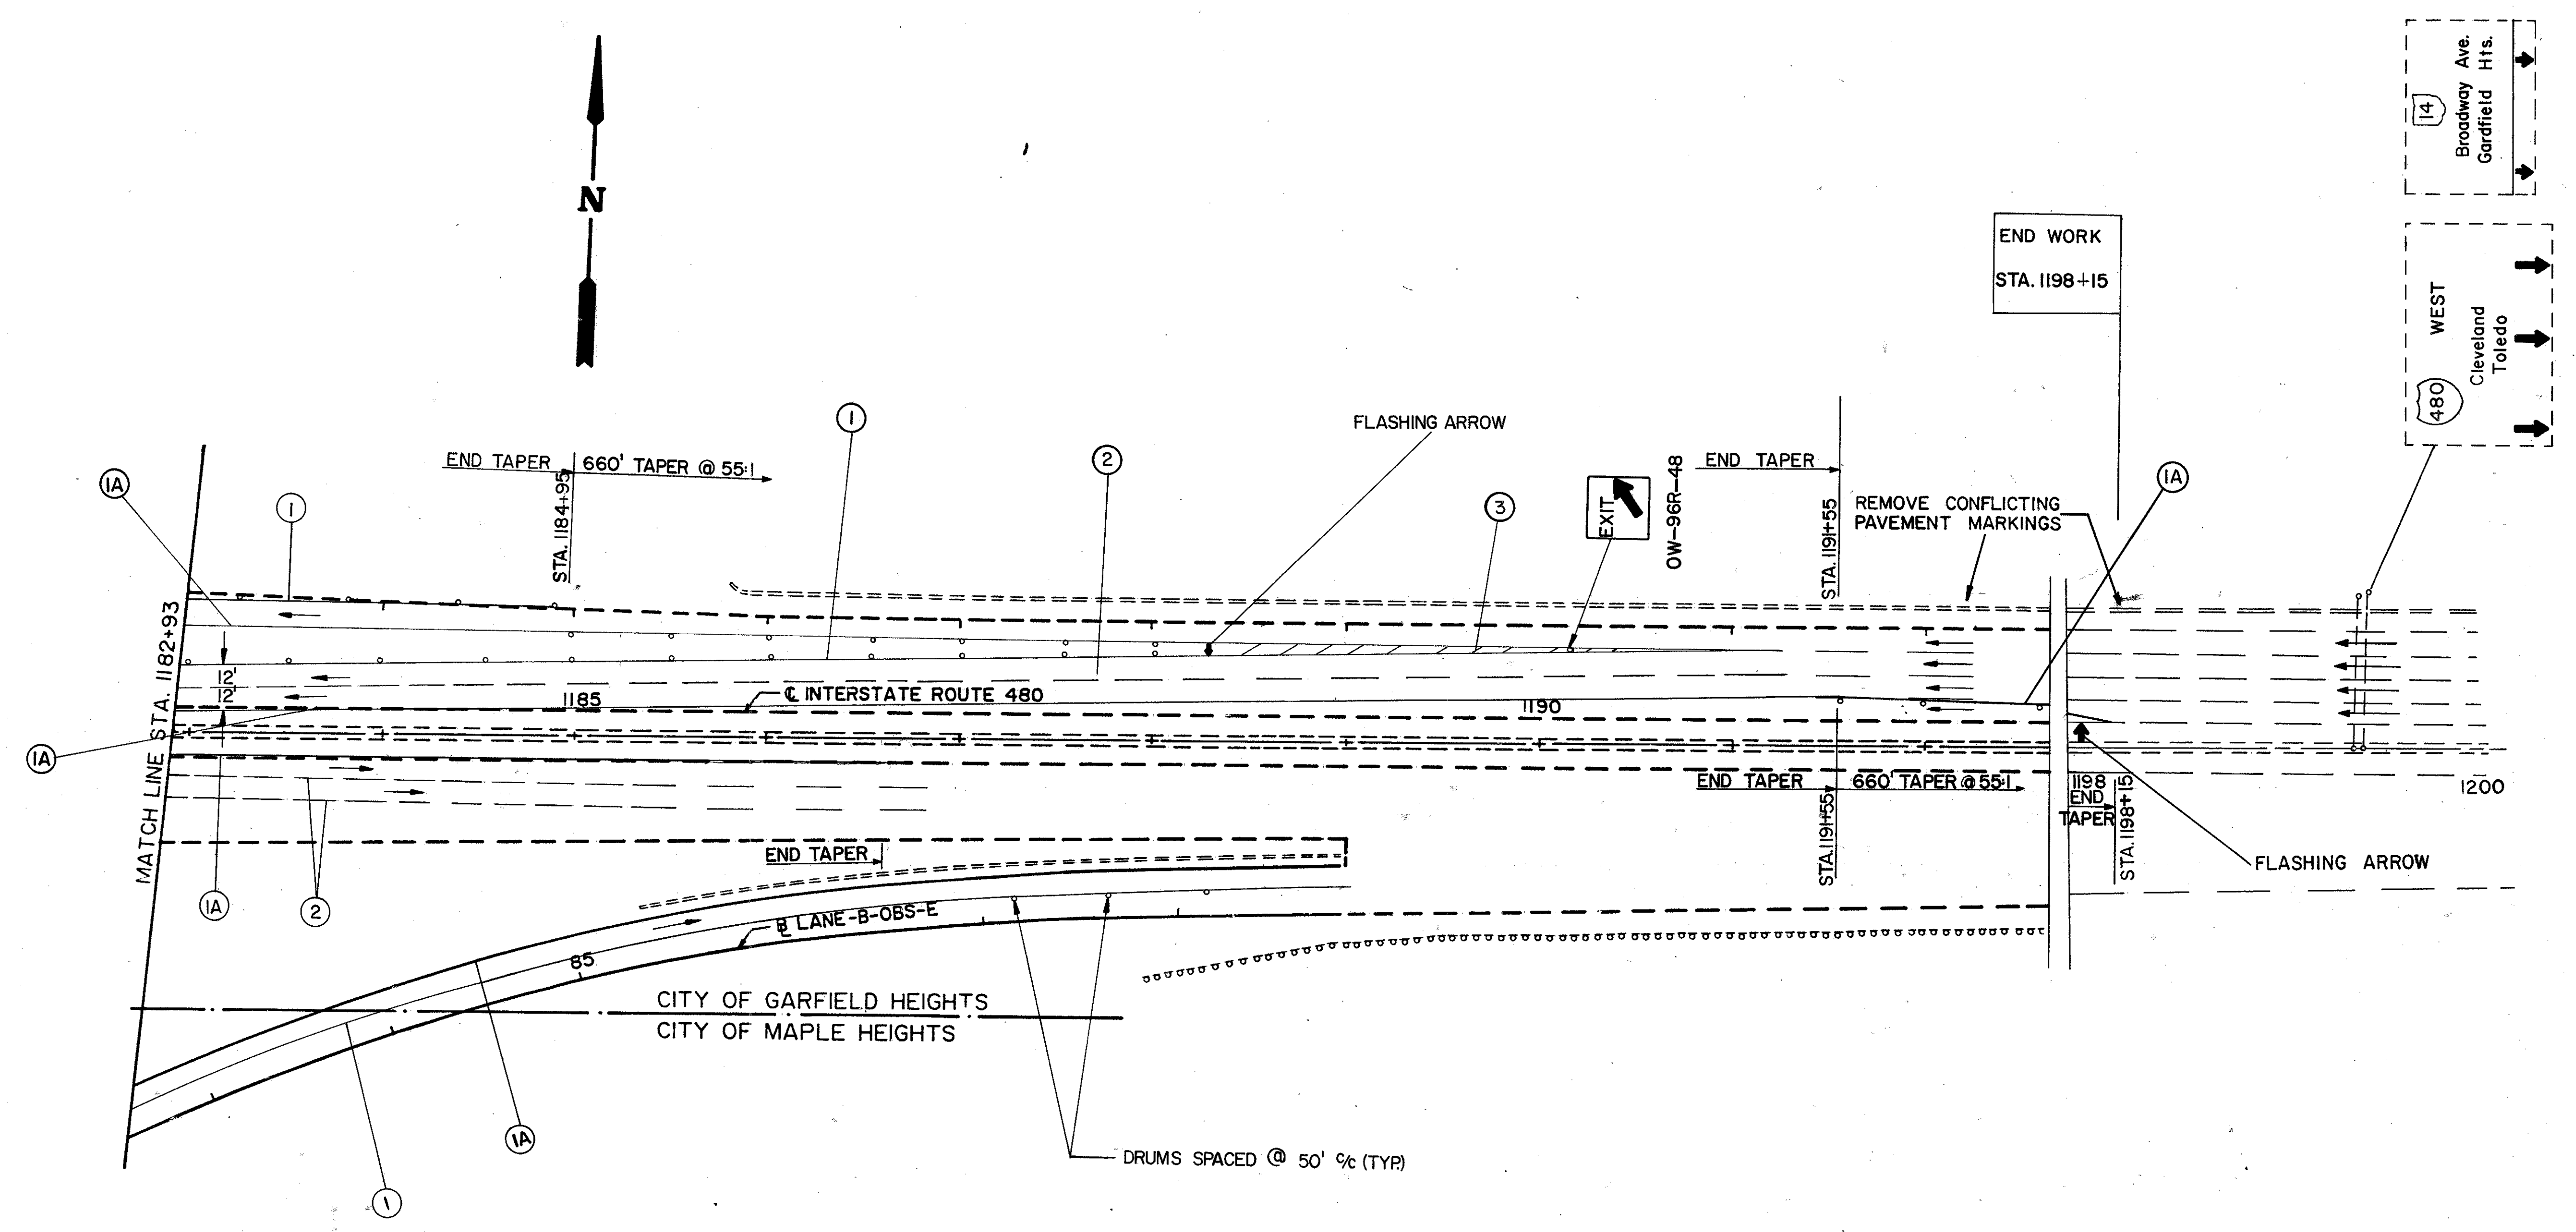 14
Broadway Ave.
Gardfield Hts.
N
END WORK
STA. 1198+15
WEST
480
Cleveland
Toledo
1
FLASHING ARROW
2
END TAPER
660' TAPER @ 55:1
STA. 1184+95
EXIT
OW-96R-48
END TAPER
STA. 1191+55
1A
1
3
1A
REMOVE CONFLICTING
PAVEMENT MARKINGS
MATCH LINE STA. 1182+93
12'
12'
℄ INTERSTATE ROUTE 480
1185
1190
1A
END TAPER
660' TAPER @ 55:1
STA. 1191+55
1198
END
TAPER
STA. 1198+15
1200
FLASHING ARROW
END TAPER
1A
2
BL LANE-B-OBS-E
85
CITY OF GARFIELD HEIGHTS
CITY OF MAPLE HEIGHTS
1A
DRUMS SPACED @ 50' c/c (TYP.)
1